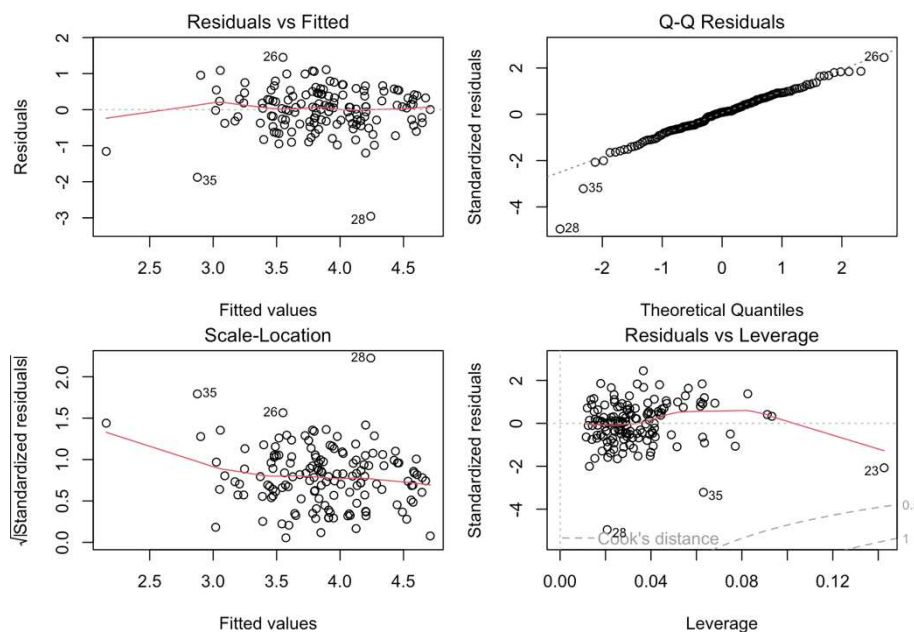 Residuals vs Fitted
Residuals
2
1
0
-1
-2
-3
26
35
28
2.5 3.0 3.5 4.0 4.5
Fitted values
Q-Q Residuals
Standardized residuals
2
0
-2
-4
26
35
28
-2 -1 0 1 2
Theoretical Quantiles
Scale-Location
√|Standardized residuals|
2.0
1.5
1.0
0.5
0.0
28
35
26
2.5 3.0 3.5 4.0 4.5
Fitted values
Residuals vs Leverage
Standardized residuals
2
0
-2
-4
23
35
28
Cook's distance
0.
1
0.00 0.04 0.08 0.12
Leverage